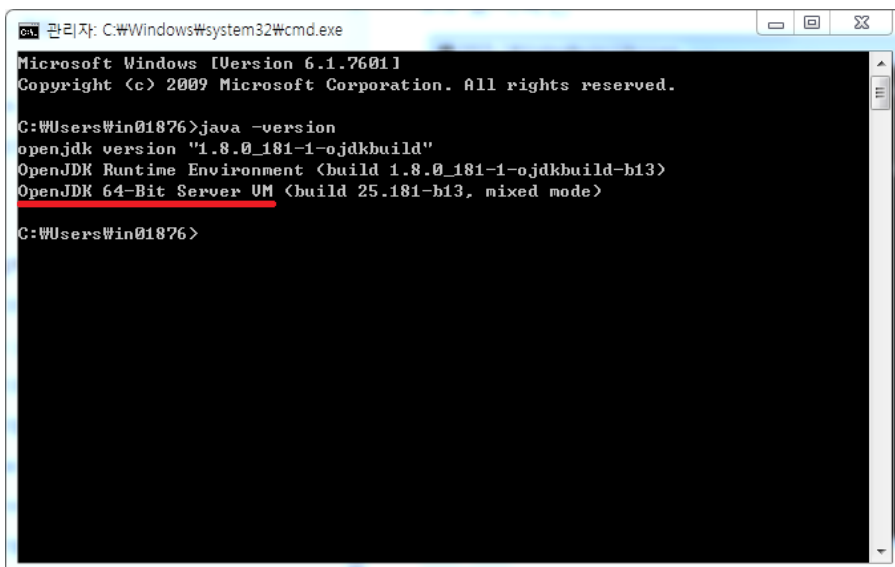 관리자: C:₩Windows₩system32₩cmd.exe
Microsoft Windows [Version 6.1.7601]
Copyright (c) 2009 Microsoft Corporation. All rights reserved.
C:₩Users₩in01876>java -version
openjdk version "1.8.0_181-1-ojdkbuild"
OpenJDK Runtime Environment (build 1.8.0_181-1-ojdkbuild-b13)
OpenJDK 64-Bit Server VM (build 25.181-b13, mixed mode)
C:₩Users₩in01876>